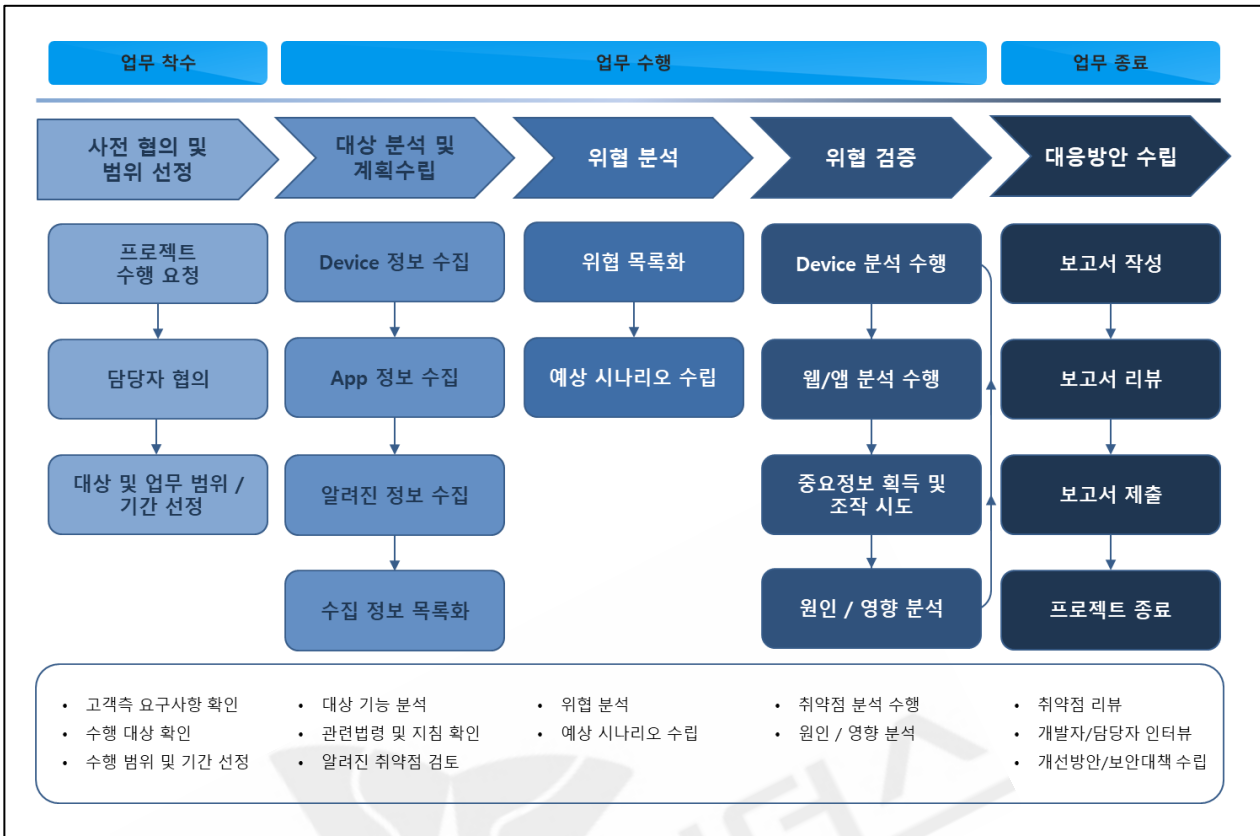 업무 착수
업무 수행
업무 종료
사전 협의 및
범위 선정
대상 분석 및
계획수립
위협 분석
위협 검증
대응방안 수립
프로젝트
수행 요청
담당자 협의
대상 및 업무 범위 /
기간 선정
Device 정보 수집
App 정보 수집
알려진 정보 수집
수집 정보 목록화
위협 목록화
예상 시나리오 수립
Device 분석 수행
웹/앱 분석 수행
중요정보 획득 및
조작 시도
원인 / 영향 분석
보고서 작성
보고서 리뷰
보고서 제출
프로젝트 종료
• 고객측 요구사항 확인
• 수행 대상 확인
• 수행 범위 및 기간 선정
• 대상 기능 분석
• 관련법령 및 지침 확인
• 알려진 취약점 검토
• 위협 분석
• 예상 시나리오 수립
• 취약점 분석 수행
• 원인 / 영향 분석
• 취약점 리뷰
• 개발자/담당자 인터뷰
• 개선방안/보안대책 수립